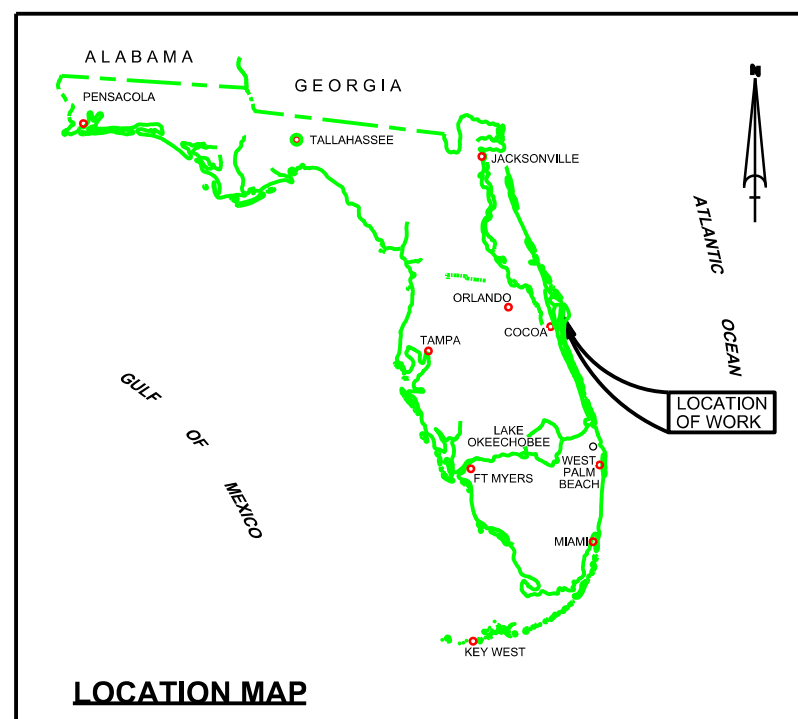 ALABAMA
GEORGIA
PENSACOLA
TALLAHASSEE
JACKSONVILLE
N
ATLANTIC
OCEAN
ORLANDO
COCOA
TAMPA
GULF
OF
MEXICO
LOCATION
OF WORK
LAKE
OKEECHOBEE
WEST
PALM
BEACH
FT MYERS
MIAMI
KEY WEST
LOCATION MAP